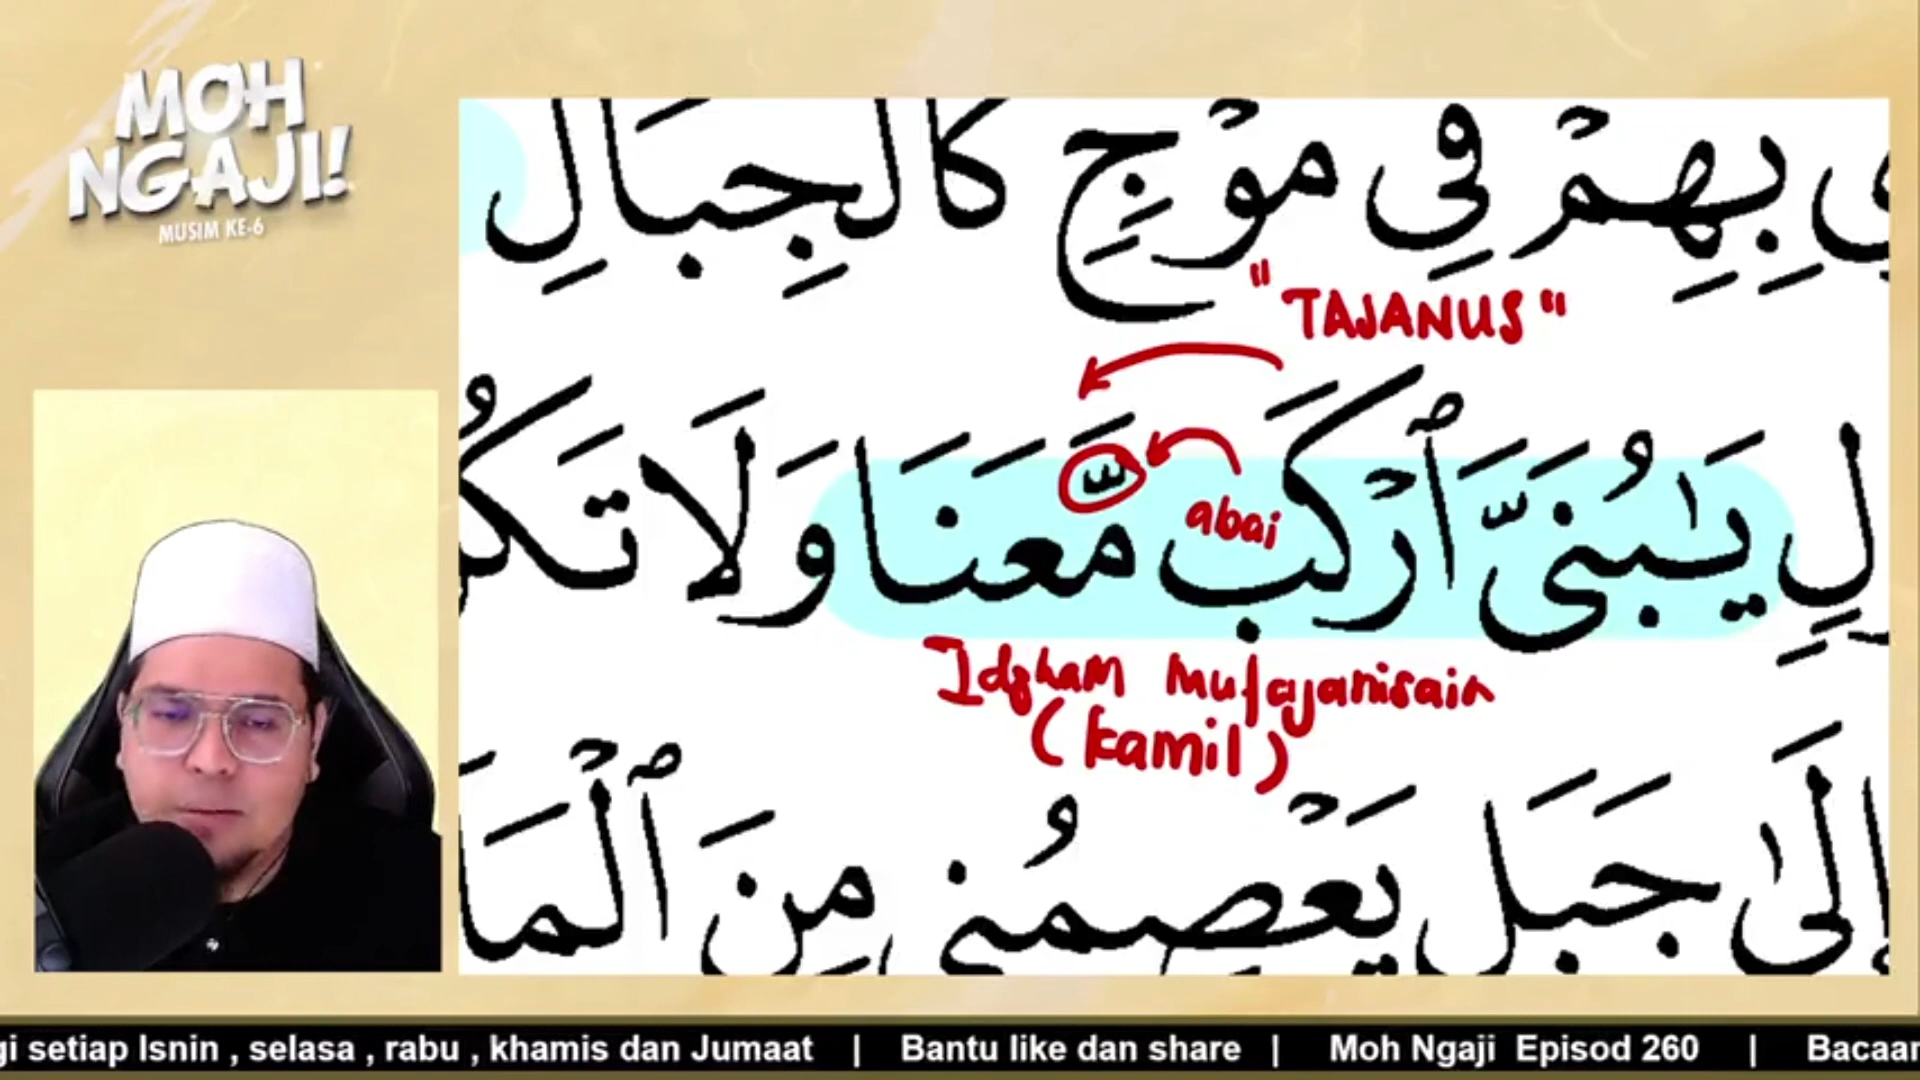 MOH
NGAJI!
MUSIM KE-6
بِهِمْ فِى مَوْجٍ كَالْجِبَالِ
"TAJANUS"
يَـٰبُنَىَّ ٱرْكَب مَّعَنَا وَلَا تَكُن
abai
Idgham mutajanisain
(kamil)
إِلَىٰ جَبَلٍ يَعْصِمُنِى مِنَ ٱلْمَا
setiap Isnin , selasa , rabu , khamis dan Jumaat | Bantu like dan share | Moh Ngaji Episod 260 | Bacaan